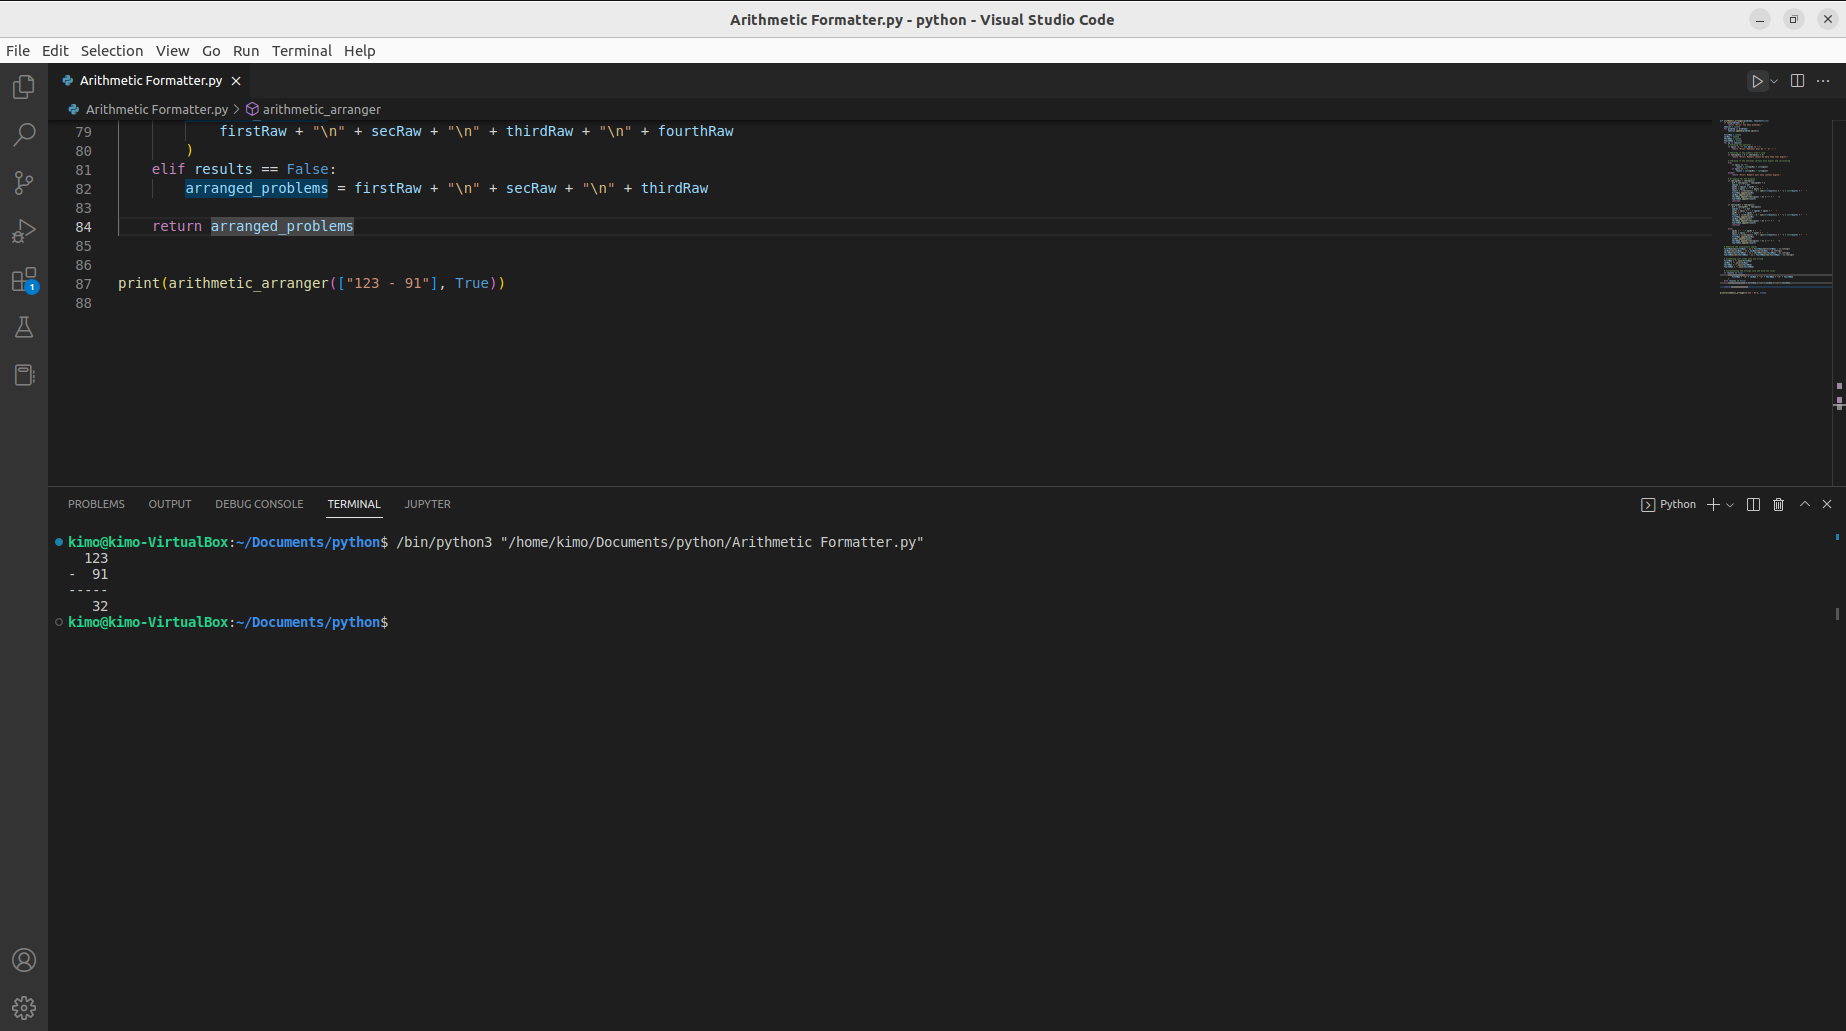 Arithmetic Formatter.py - python - Visual Studio Code
File Edit Selection View Go Run Terminal Help
Arithmetic Formatter.py
Arithmetic Formatter.py > arithmetic_arranger
79 firstRaw + "\n" + secRaw + "\n" + thirdRaw + "\n" + fourthRaw
80 )
81 elif results == False:
82 arranged_problems = firstRaw + "\n" + secRaw + "\n" + thirdRaw
83
84 return arranged_problems
85
86
87 print(arithmetic_arranger(["123 - 91"], True))
88
1
PROBLEMS OUTPUT DEBUG CONSOLE TERMINAL JUPYTER
Python
kimo@kimo-VirtualBox:~/Documents/python$ /bin/python3 "/home/kimo/Documents/python/Arithmetic Formatter.py"
123
- 91
-----
32
kimo@kimo-VirtualBox:~/Documents/python$